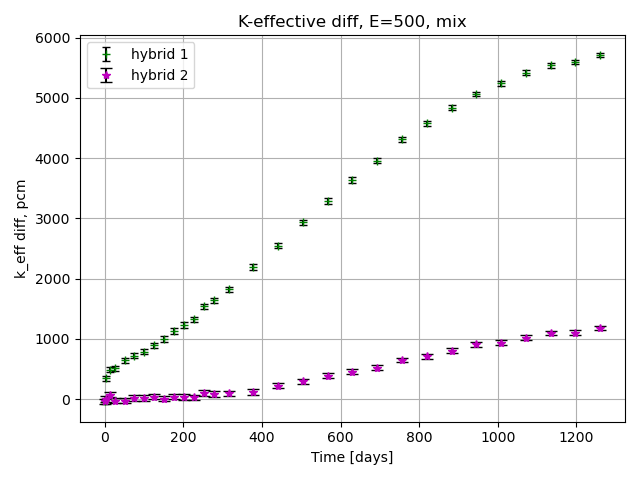 K-effective diff, E=500, mix
hybrid 1
hybrid 2
k_eff diff, pcm
6000
5000
4000
3000
2000
1000
0
0 200 400 600 800 1000 1200
Time [days]